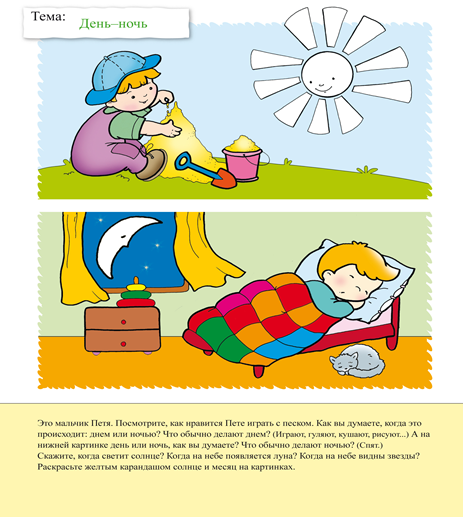 Тема:
День–ночь
Это мальчик Петя. Посмотрите, как нравится Пете играть с песком. Как вы думаете, когда это
происходит: днем или ночью? Что обычно делают днем? (Играют, гуляют, кушают, рисуют...) А на
нижней картинке день или ночь, как вы думаете? Что обычно делают ночью? (Спят.)
Скажите, когда светит солнце? Когда на небе появляется луна? Когда на небе видны звезды?
Раскрасьте желтым карандашом солнце и месяц на картинках.